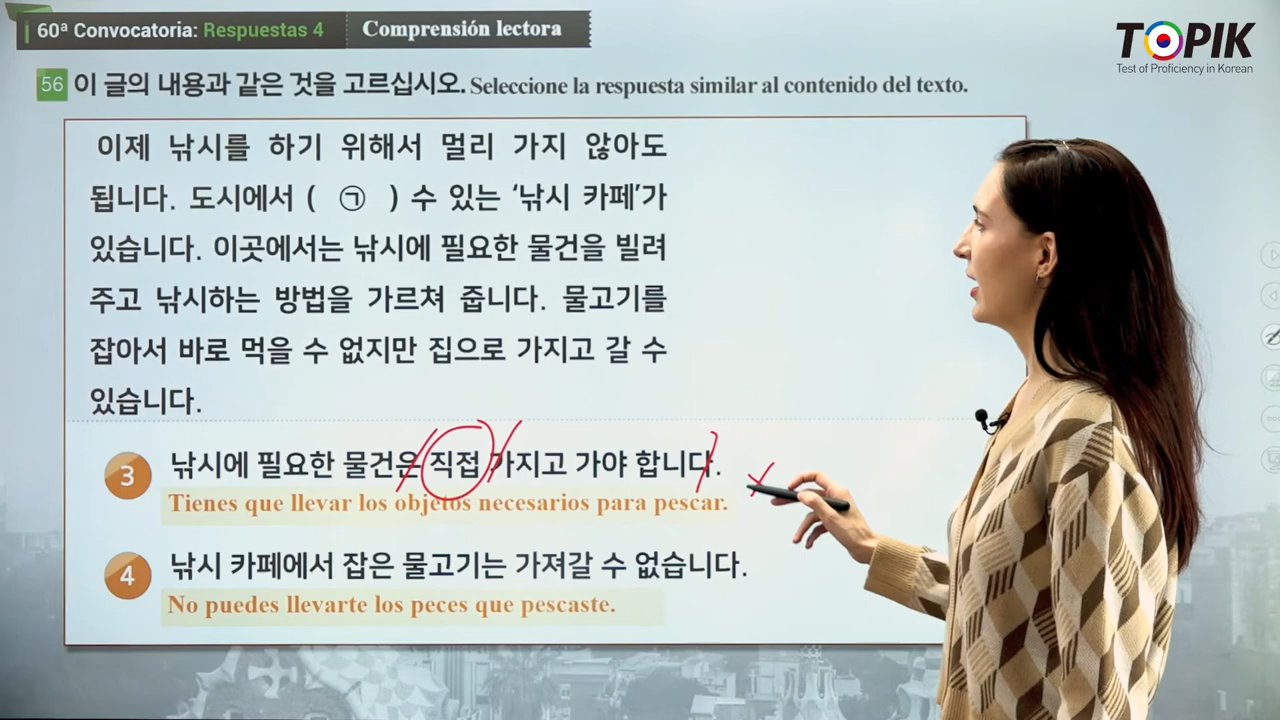 60ª Convocatoria: Respuestas 4
Comprensión lectora
TOPIK
Test of Proficiency in Korean
56 이 글의 내용과 같은 것을 고르십시오. Seleccione la respuesta similar al contenido del texto.
이제 낚시를 하기 위해서 멀리 가지 않아도
됩니다. 도시에서 ( ㉠ ) 수 있는 ‘낚시 카페’가
있습니다. 이곳에서는 낚시에 필요한 물건을 빌려
주고 낚시하는 방법을 가르쳐 줍니다. 물고기를
잡아서 바로 먹을 수 없지만 집으로 가지고 갈 수
있습니다.
3 낚시에 필요한 물건은 직접 가지고 가야 합니다.
Tienes que llevar los objetos necesarios para pescar.
4 낚시 카페에서 잡은 물고기는 가져갈 수 없습니다.
No puedes llevarte los peces que pescaste.